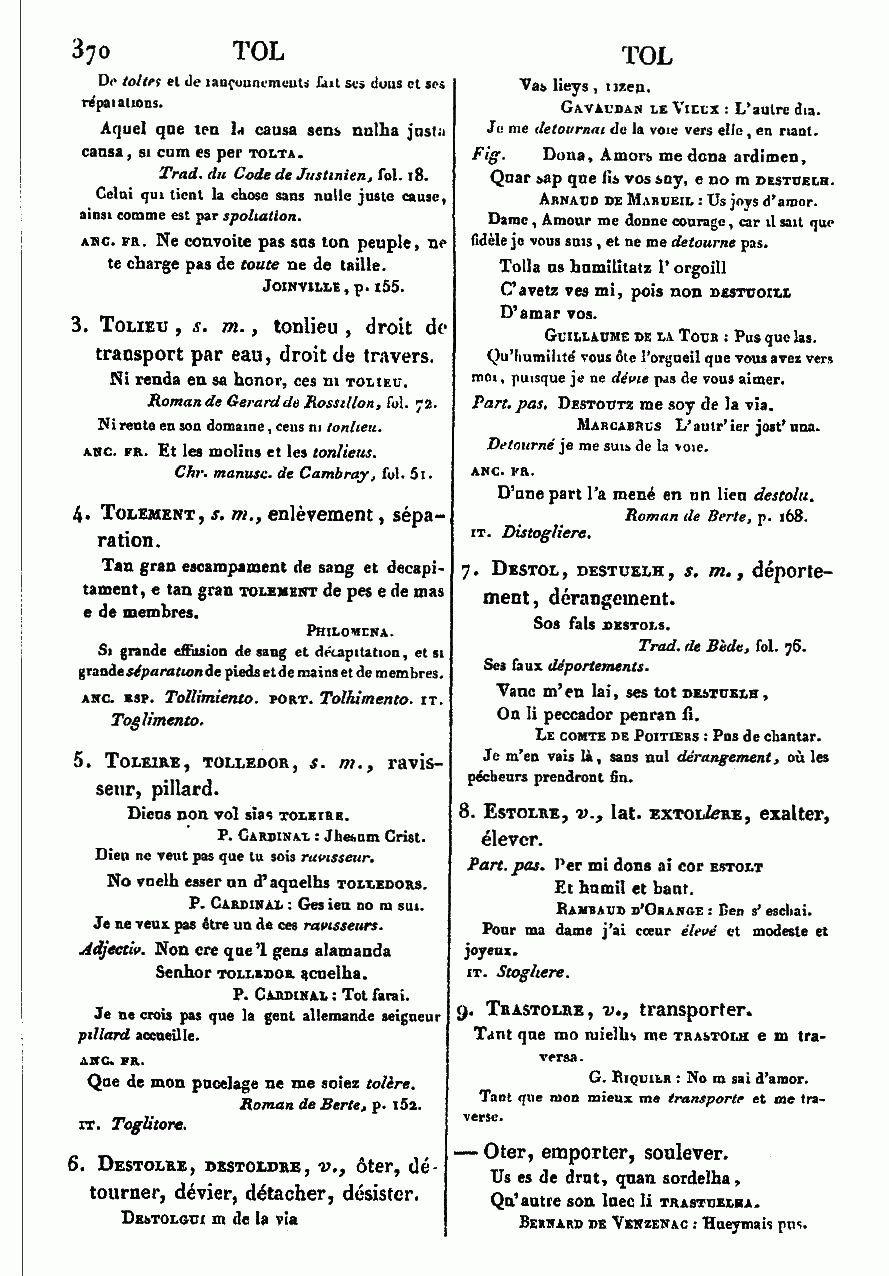 370 TOL
De toltes et de rançonnements fait ses dons et ses
réparations.
Aquel que ten la causa sens nulha justa
causa, si cum es per TOLTA.
Trad. du Code de Justinien, fol. 18.
Celui qui tient la chose sans nulle juste cause,
ainsi comme est par spoliation.
ANC. FR. Ne convoite pas sus ton peuple, ne
te charge pas de toute ne de taille.
JOINVILLE, p. 155.
3. TOLIEU, s. m., tonlieu, droit de
transport par eau, droit de travers.
Ni renda en sa honor, ces ni TOLIEU.
Roman de Gerard de Rossillon, fol. 72.
Ni rente en son domaine, cens ni tonlieu.
ANC. FR. Et les molins et les tonlieus.
Chr. manusc. de Cambray, fol. 51.
4. TOLEMENT, s. m., enlèvement, sépa-
ration.
Tan gran escampament de sang et decapi-
tament, e tan gran TOLEMENT de pes e de mas
e de membres.
PHILOMENA.
Si grande effusion de sang et décapitation, et si
grande séparation de pieds et de mains et de membres.
ANC. ESP. Tollimiento. PORT. Tolhimento. IT.
Toglimento.
5. TOLEIRE, TOLLEDOR, s. m., ravis-
seur, pillard.
Dieus non vol sias TOLEIRE.
P. CARDINAL : Jhesum Crist.
Dieu ne veut pas que tu sois ravisseur.
No vuelh esser un d'aquelhs TOLLEDORS.
P. CARDINAL : Ges ieu no m sui.
Je ne veux pas être un de ces ravisseurs.
Adjectiv. Non cre que'l gens alamanda
Senhor TOLLEDOR acuelha.
P. CARDINAL : Tot farai.
Je ne crois pas que la gent allemande seigneur
pillard accueille.
ANC. FR.
Que de mon pucelage ne me soiez tolère.
Roman de Berte, p. 152.
IT. Toglitore.
6. DESTOLRE, DESTOLDRE, v., ôter, dé-
tourner, dévier, détacher, désister.
DESTOLGUI m de la via
TOL
Vas lieys, rizen.
GAVAUDAN LE VIEUX : L'autre dia.
Je me detournai de la voie vers elle, en riant.
Fig. Dona, Amors me dona ardimen,
Quar sap que fis vos suy, e no m DESTUELH.
ARNAUD DE MARUEIL : Us joys d'amor.
Dame, Amour me donne courage, car il sait que
fidèle je vous suis, et ne me detourne pas.
Tolla us humilitatz l'orgoill
C'avetz ves mi, pois non DESTUOILL
D'amar vos.
GUILLAUME DE LA TOUR : Pus que las.
Qu'humilité vous ôte l'orgueil que vous avez vers
moi, puisque je ne dévie pas de vous aimer.
Part. pas. DESTOUTZ me soy de la via.
MARCABRUS L'autr'ier jost' una.
Detourné je me suis de la voie.
ANC. FR.
D'une part l'a mené en un lieu destolu.
Roman de Berte, p. 168.
IT. Distogliere.
7. DESTOL, DESTUELH, s. m., déporte-
ment, dérangement.
Sos fals DESTOLS.
Trad. de Bède, fol. 76.
Ses faux déportements.
Vauc m'en lai, ses tot DESTUELH,
On li peccador penran fi.
LE COMTE DE POITIERS : Pus de chantar.
Je m'en vais là, sans nul dérangement, où les
pécheurs prendront fin.
8. ESTOLRE, v., lat. EXTOLleRE, exalter,
élever.
Part. pas. Per mi dons ai cor ESTOLT
Et humil et baut.
RAMBAUD D'ORANGE : Ben s'eschai.
Pour ma dame j'ai cœur élevé et modeste et
joyeux.
IT. Stogliere.
9. TRASTOLRE, v., transporter.
Tant que mo mielhs me TRASTOLH e m tra-
versa.
G. RIQUIER : No m sai d'amor.
Tant que mon mieux me transporte et me tra-
verse.
— Oter, emporter, soulever.
Us es de drut, quan sordelha,
Qu'autre son luec li TRASTUELHA.
BERNARD DE VENZENAC : Hueymais pus.